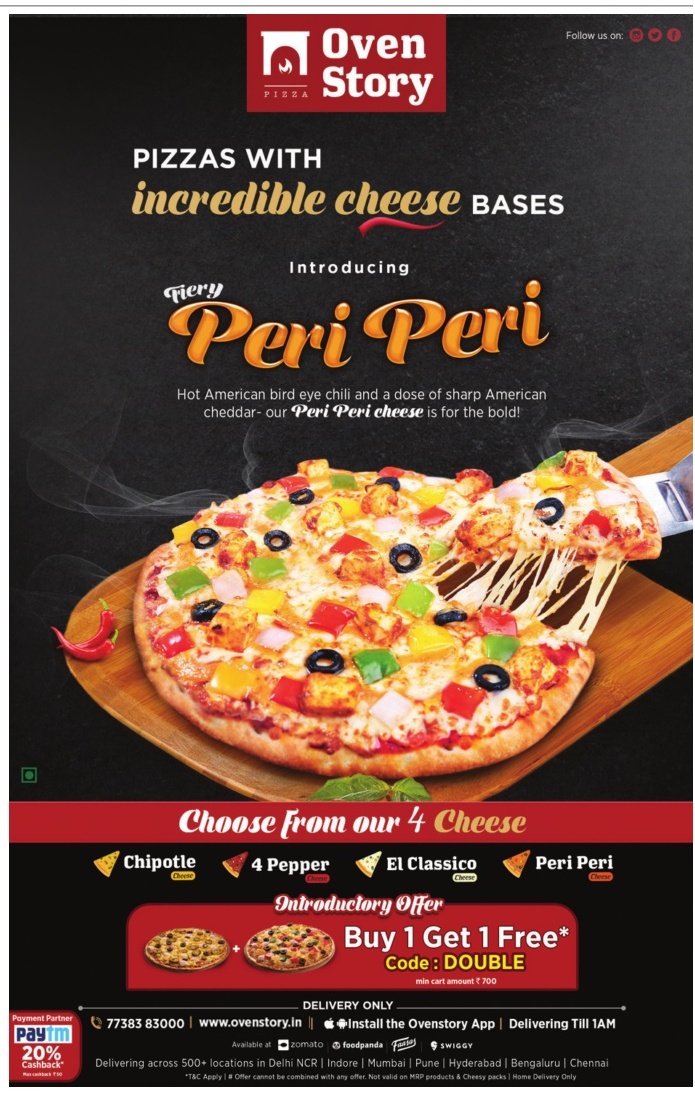 Oven
Story
PIZZA
Follow us on:
PIZZAS WITH
incredible cheese BASES
Introducing
Fiery
Peri Peri
Hot American bird eye chili and a dose of sharp American
cheddar- our Peri Peri cheese is for the bold!
Choose from our 4 Cheese
Chipotle
Cheese
4 Pepper
Cheese
El Classico
Cheese
Peri Peri
Cheese
Introductory Offer
+
Buy 1 Get 1 Free*
Code : DOUBLE
min cart amount ₹ 700
DELIVERY ONLY
Payment Partner
paytm
20%
Cashback*
Max cashback ₹ 50
77383 83000 | www.ovenstory.in || Install the Ovenstory App | Delivering Till 1AM
Available at zomato foodpanda Faasos SWIGGY
Delivering across 500+ locations in Delhi NCR | Indore | Mumbai | Pune | Hyderabad | Bengaluru | Chennai
*T&C Apply | # Offer cannot be combined with any offer. Not valid on MRP products & Cheesy packs | Home Delivery Only